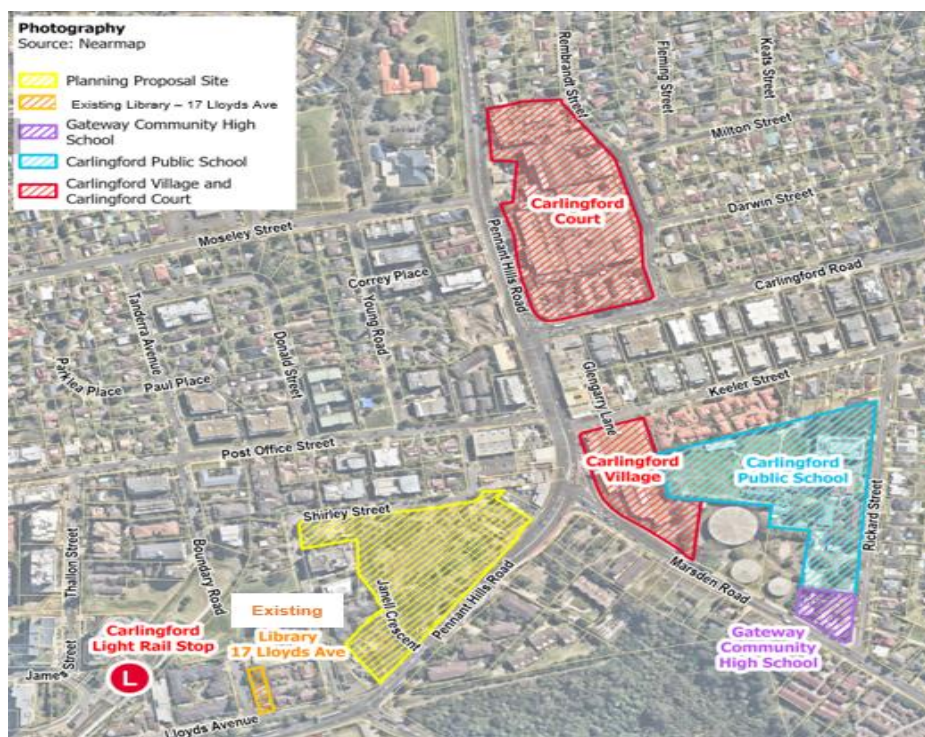 Photography
Source: Nearmap
Planning Proposal Site
Existing Library – 17 Lloyds Ave
Gateway Community High
School
Carlingford Public School
Carlingford Village and
Carlingford Court
Rembrandt Street
Fleming Street
Keats Street
Milton Street
Darwin Street
Carlingford
Court
Pennant Hills Road
Moseley Street
Correy Place
Carlingford Road
Tanderra Avenue
Young Road
Donald Street
Parklea Place
Paul Place
Glengarry Lane
Keeler Street
Post Office Street
Carlingford
Village
Carlingford
Public School
Rickard Street
Shirley Street
Thallon Street
Boundary Road
Janell Crescent
Pennant Hills Road
Marsden Road
Existing
Library
17 Lloyds Ave
Carlingford
Light Rail Stop
James Street
L
Gateway
Community
High School
Lloyds Avenue